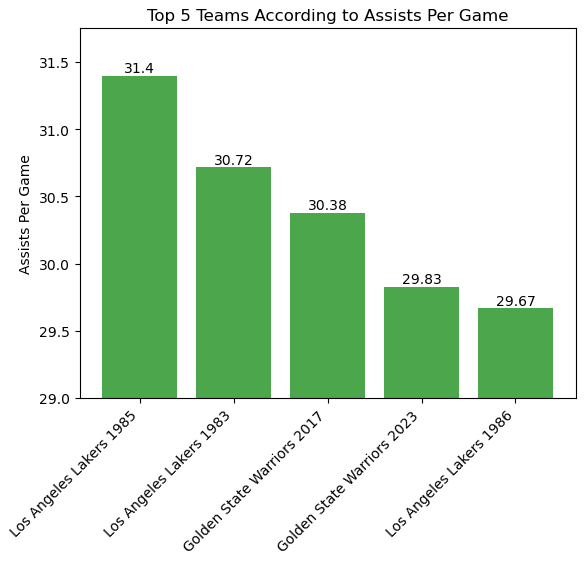 Top 5 Teams According to Assists Per Game
Assists Per Game
31.5
31.0
30.5
30.0
29.5
29.0
31.4
30.72
30.38
29.83
29.67
Los Angeles Lakers 1985
Los Angeles Lakers 1983
Golden State Warriors 2017
Golden State Warriors 2023
Los Angeles Lakers 1986